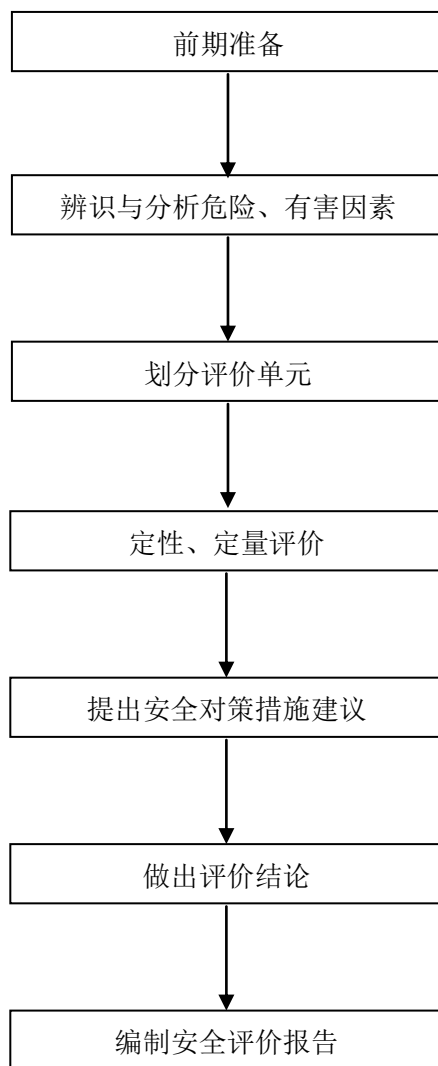 前期准备
辨识与分析危险、有害因素
划分评价单元
定性、定量评价
提出安全对策措施建议
做出评价结论
编制安全评价报告